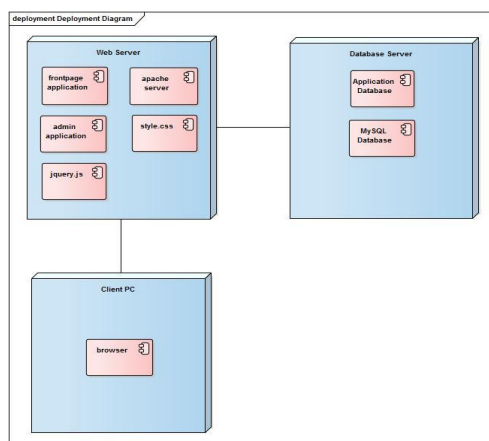 deployment Deployment Diagram
Web Server
frontpage
application
apache
server
admin
application
style.css
jquery.js
Database Server
Application
Database
MySQL
Database
Client PC
browser